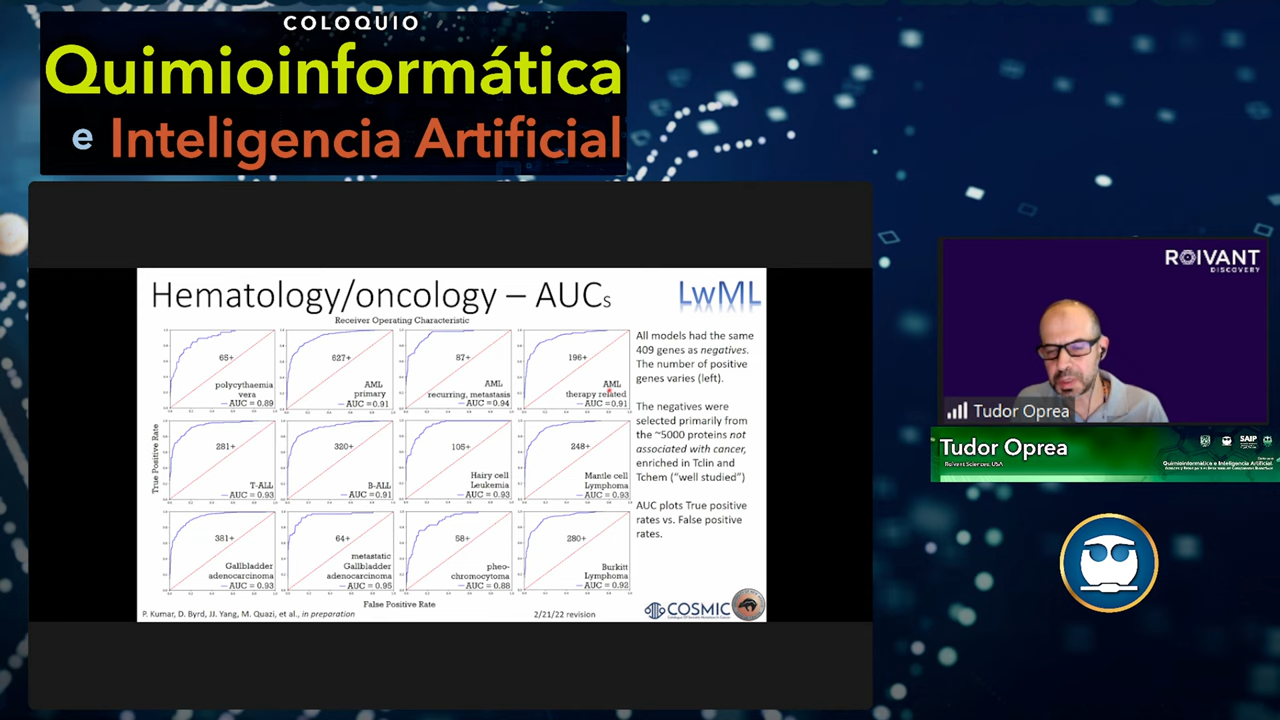 COLOQUIO
Quimioinformática
e Inteligencia Artificial
Hematology/oncology – AUCs
LwML
Receiver Operating Characteristic
65+
polycythaemia
vera
AUC = 0.89
627+
AML
primary
AUC = 0.91
87+
AML
recurring, metastasis
AUC = 0.94
196+
AML
therapy related
AUC = 0.91
281+
T-ALL
AUC = 0.93
320+
B-ALL
AUC = 0.91
105+
Hairy cell
Leukemia
AUC = 0.93
248+
Mantle cell
Lymphoma
AUC = 0.93
381+
Gallbladder
adenocarcinoma
AUC = 0.93
64+
metastatic
Gallbladder
adenocarcinoma
AUC = 0.95
58+
pheo-
chromocytoma
AUC = 0.88
280+
Burkitt
Lymphoma
AUC = 0.92
True Positive Rate
False Positive Rate
All models had the same
409 genes as negatives.
The number of positive
genes varies (left).
The negatives were
selected primarily from
the ~5000 proteins not
associated with cancer,
enriched in Tclin and
Tchem (“well studied”)
AUC plots True positive
rates vs. False positive
rates.
P. Kumar, D. Byrd, JJ. Yang, M. Quazi, et al., in preparation
2/21/22 revision
COSMIC
ROIVANT
DISCOVERY
Tudor Oprea
Tudor Oprea
Roivant Sciences, USA
SAIP
Quimioinformática e Inteligencia Artificial